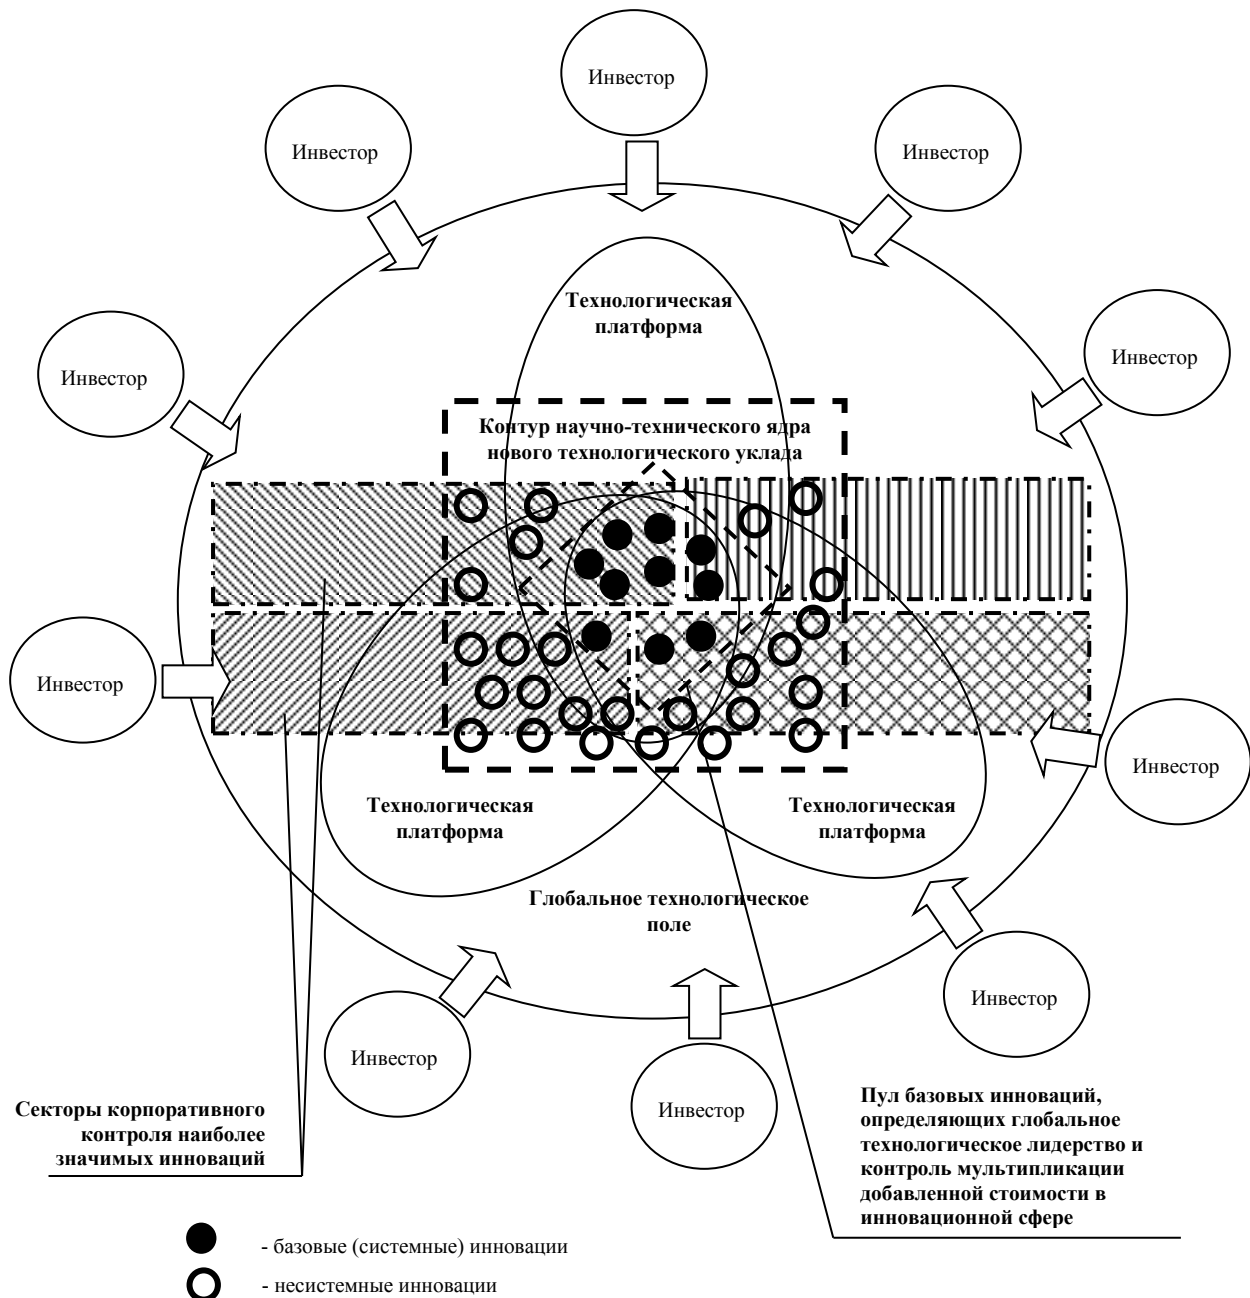 Инвестор
Инвестор
Инвестор
Технологическая
платформа
Инвестор
Инвестор
Контур научно-технического ядра
нового технологического уклада
Инвестор
Инвестор
Технологическая
платформа
Технологическая
платформа
Глобальное технологическое
поле
Инвестор
Инвестор
Инвестор
Секторы корпоративного
контроля наиболее
значимых инноваций
Пул базовых инноваций,
определяющих глобальное
технологическое лидерство и
контроль мультипликации
добавленной стоимости в
инновационной сфере
- базовые (системные) инновации
- несистемные инновации